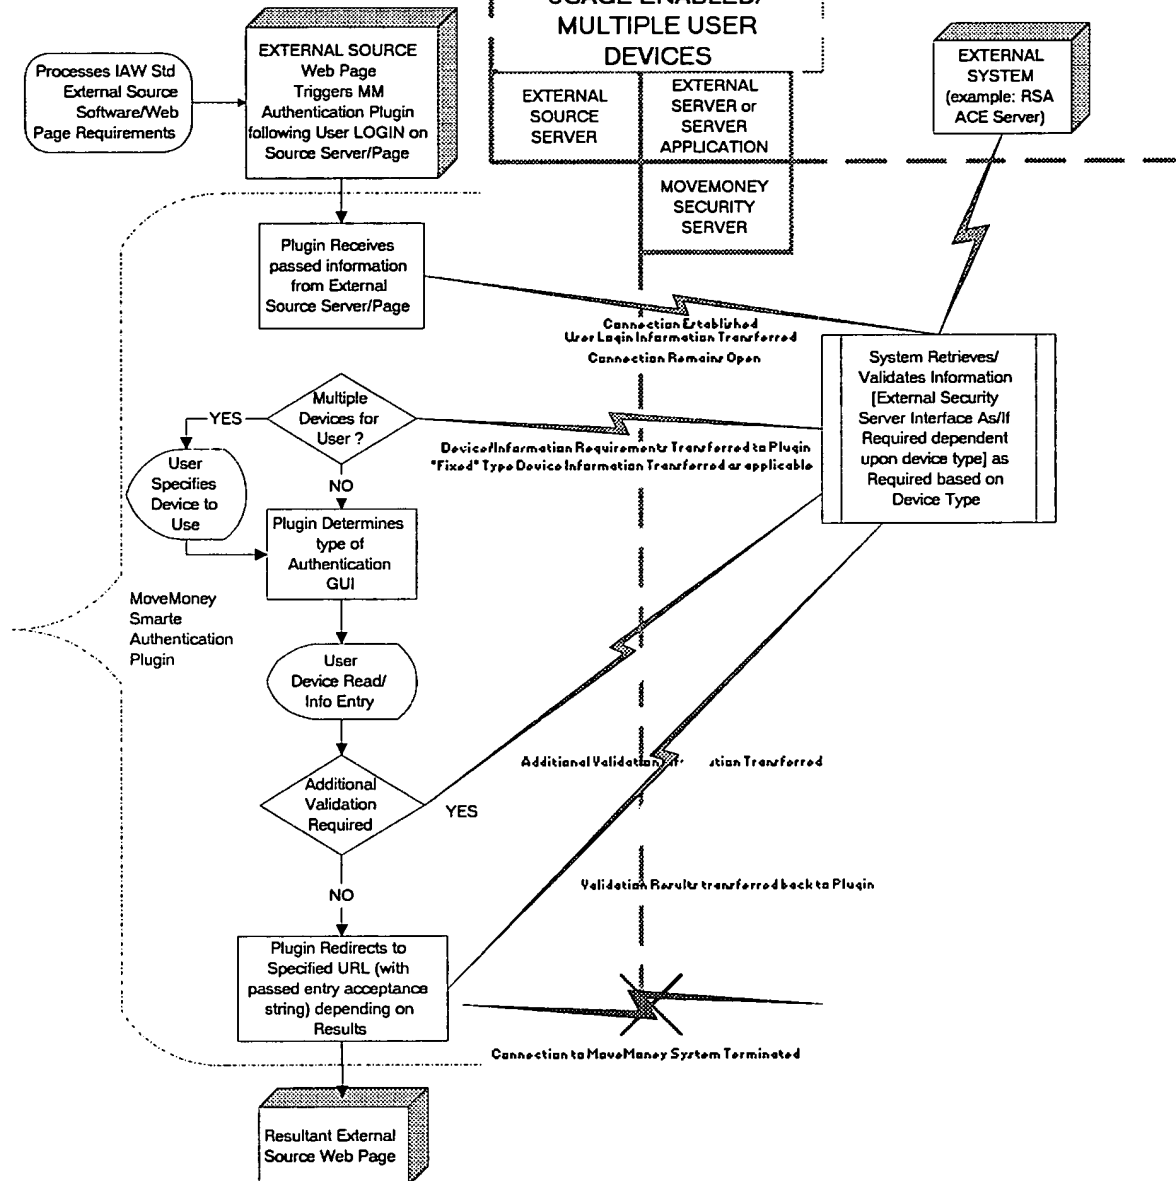 USAGE ENABLED/
MULTIPLE USER
DEVICES
EXTERNAL
SOURCE
SERVER
EXTERNAL
SERVER or
SERVER
APPLICATION
MOVEMONEY
SECURITY
SERVER
EXTERNAL
SYSTEM
(example: RSA
ACE Server)
Processes IAW Std
External Source
Software/Web
Page Requirements
EXTERNAL SOURCE
Web Page
Triggers MM
Authentication Plugin
following User LOGIN on
Source Server/Page
Plugin Receives
passed information
from External
Source Server/Page
Connection Established
User Login Information Transferred
Connection Remains Open
System Retrieves/
Validates Information
[External Security
Server Interface As/If
Required dependent
upon device type] as
Required based on
Device Type
Multiple
Devices for
User ?
YES
NO
Device/Information Requirements Transferred to Plugin
"Fixed" Type Device Information Transferred as applicable
User
Specifies
Device to
Use
Plugin Determines
type of
Authentication
GUI
MoveMoney
Smarte
Authentication
Plugin
User
Device Read/
Info Entry
Additional Validation Transferred
Additional
Validation
Required
YES
NO
Validation Results transferred back to Plugin
Plugin Redirects to
Specified URL (with
passed entry acceptance
string) depending on
Results
Connection to MoveMoney System Terminated
Resultant External
Source Web Page